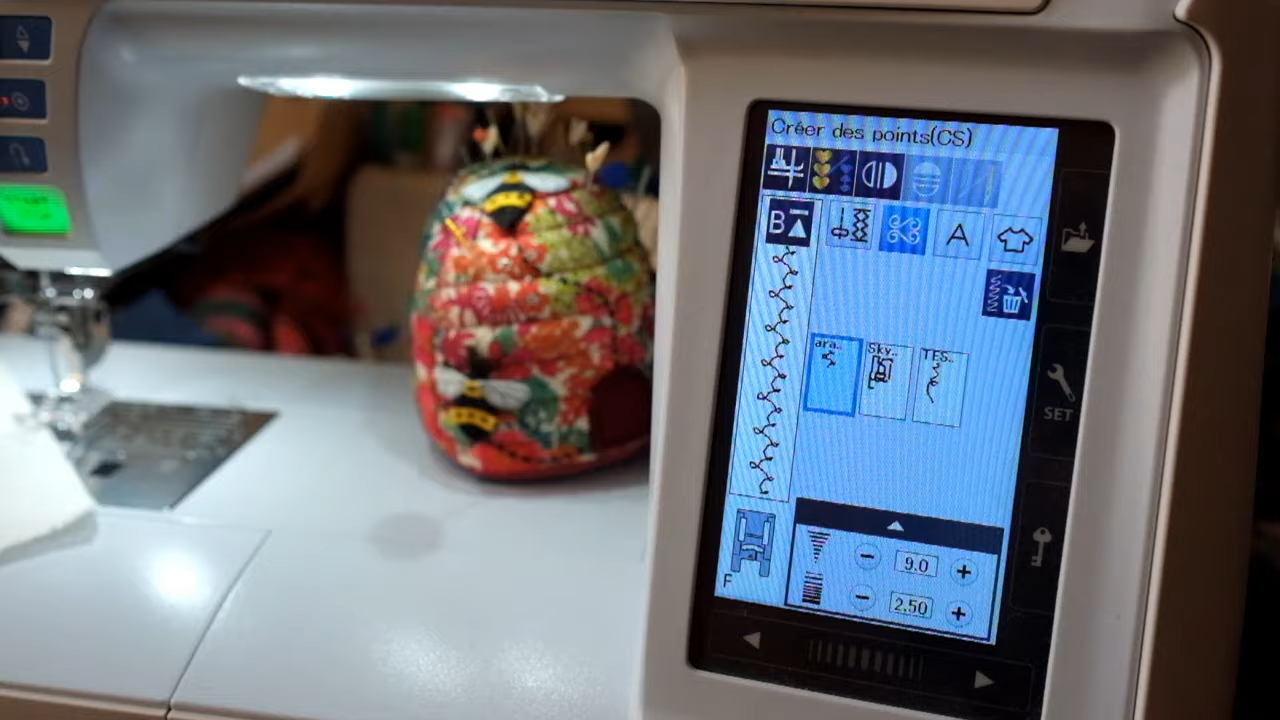 Créer des points(CS)
B
A
ara..
Sky..
TES..
SET
9.0
F
2.50